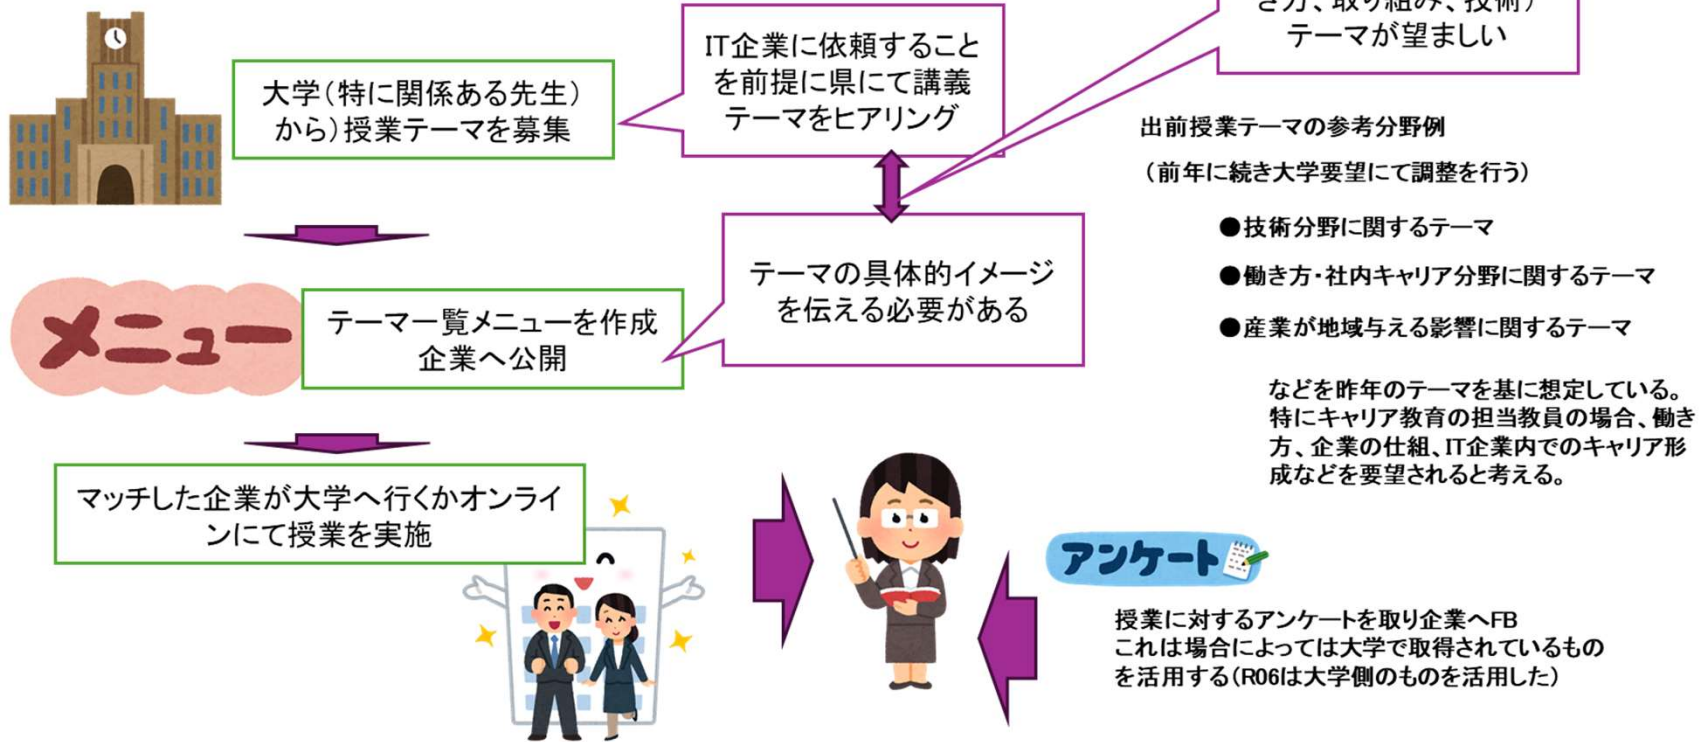 き方、取り組み、技術）
テーマが望ましい
IT企業に依頼すること
を前提に県にて講義
テーマをヒアリング
大学（特に関係ある先生）
から）授業テーマを募集
出前授業テーマの参考分野例
（前年に続き大学要望にて調整を行う）
●技術分野に関するテーマ
●働き方・社内キャリア分野に関するテーマ
●産業が地域与える影響に関するテーマ
などを昨年のテーマを基に想定している。
特にキャリア教育の担当教員の場合、働き
方、企業の仕組、IT企業内でのキャリア形
成などを要望されると考える。
テーマの具体的イメージ
を伝える必要がある
メニュー
テーマ一覧メニューを作成
企業へ公開
マッチした企業が大学へ行くかオンライ
ンにて授業を実施
アンケート
授業に対するアンケートを取り企業へFB
これは場合によっては大学で取得されているもの
を活用する（R06は大学側のものを活用した）